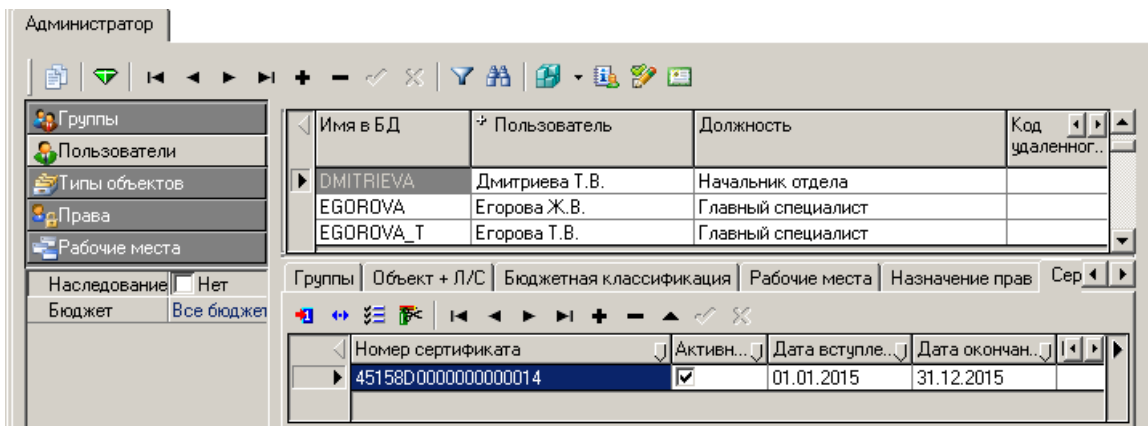 Администратор
Группы
Пользователи
Типы объектов
Права
Рабочие места
Наследование Нет
Бюджет Все бюджет
Имя в БД Пользователь Должность Код удаленног..
DMITRIEVA Дмитриева Т.В. Начальник отдела
EGOROVA Егорова Ж.В. Главный специалист
EGOROVA_T Егорова Т.В. Главный специалист
Группы Объект + Л/С Бюджетная классификация Рабочие места Назначение прав Сер
Номер сертификата Активн... Дата вступле... Дата окончан...
45158D0000000000014 01.01.2015 31.12.2015